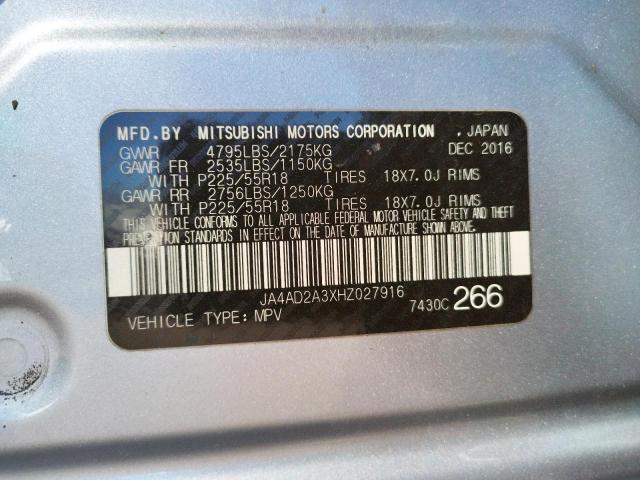 MFD.BY MITSUBISHI MOTORS CORPORATION . JAPAN
GVWR 4795LBS/2175KG DEC 2016
GAWR FR 2535LBS/1150KG
WITH P225/55R18 TIRES 18X7.0J RIMS
GAWR RR 2756LBS/1250KG
WITH P225/55R18 TIRES 18X7.0J RIMS
THIS VEHICLE CONFORMS TO ALL APPLICABLE FEDERAL MOTOR VEHICLE SAFETY AND THEFT
PREVENTION STANDARDS IN EFFECT ON THE DATE OF MANUFACTURE SHOWN ABOVE.
JA4AD2A3XHZ027916
VEHICLE TYPE: MPV 7430C 266